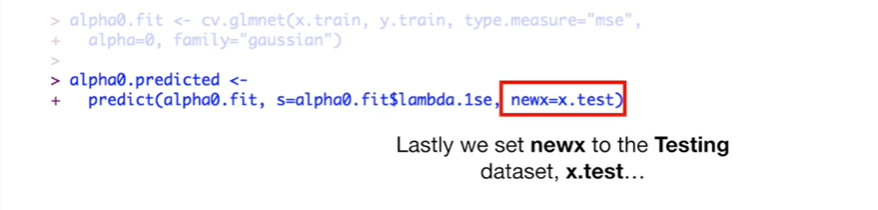 > alpha0.fit <- cv.glmnet(x.train, y.train, type.measure="mse",
+   alpha=0, family="gaussian")
>
> alpha0.predicted <-
+   predict(alpha0.fit, s=alpha0.fit$lambda.1se, newx=x.test)
Lastly we set newx to the Testing
dataset, x.test…